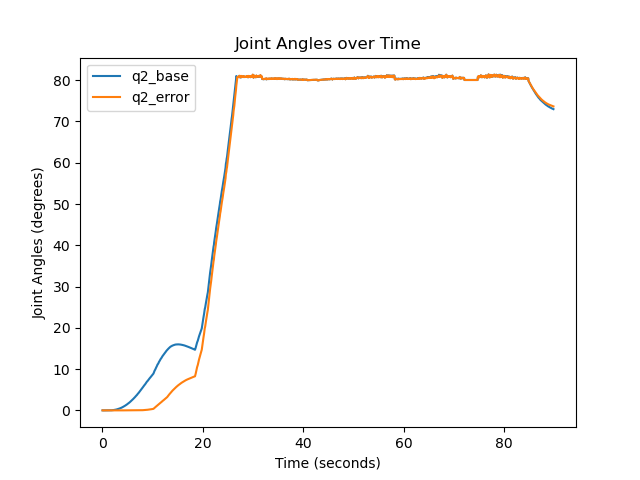 Joint Angles over Time
q2_base
q2_error
Joint Angles (degrees)
80
70
60
50
40
30
20
10
0
0 20 40 60 80
Time (seconds)